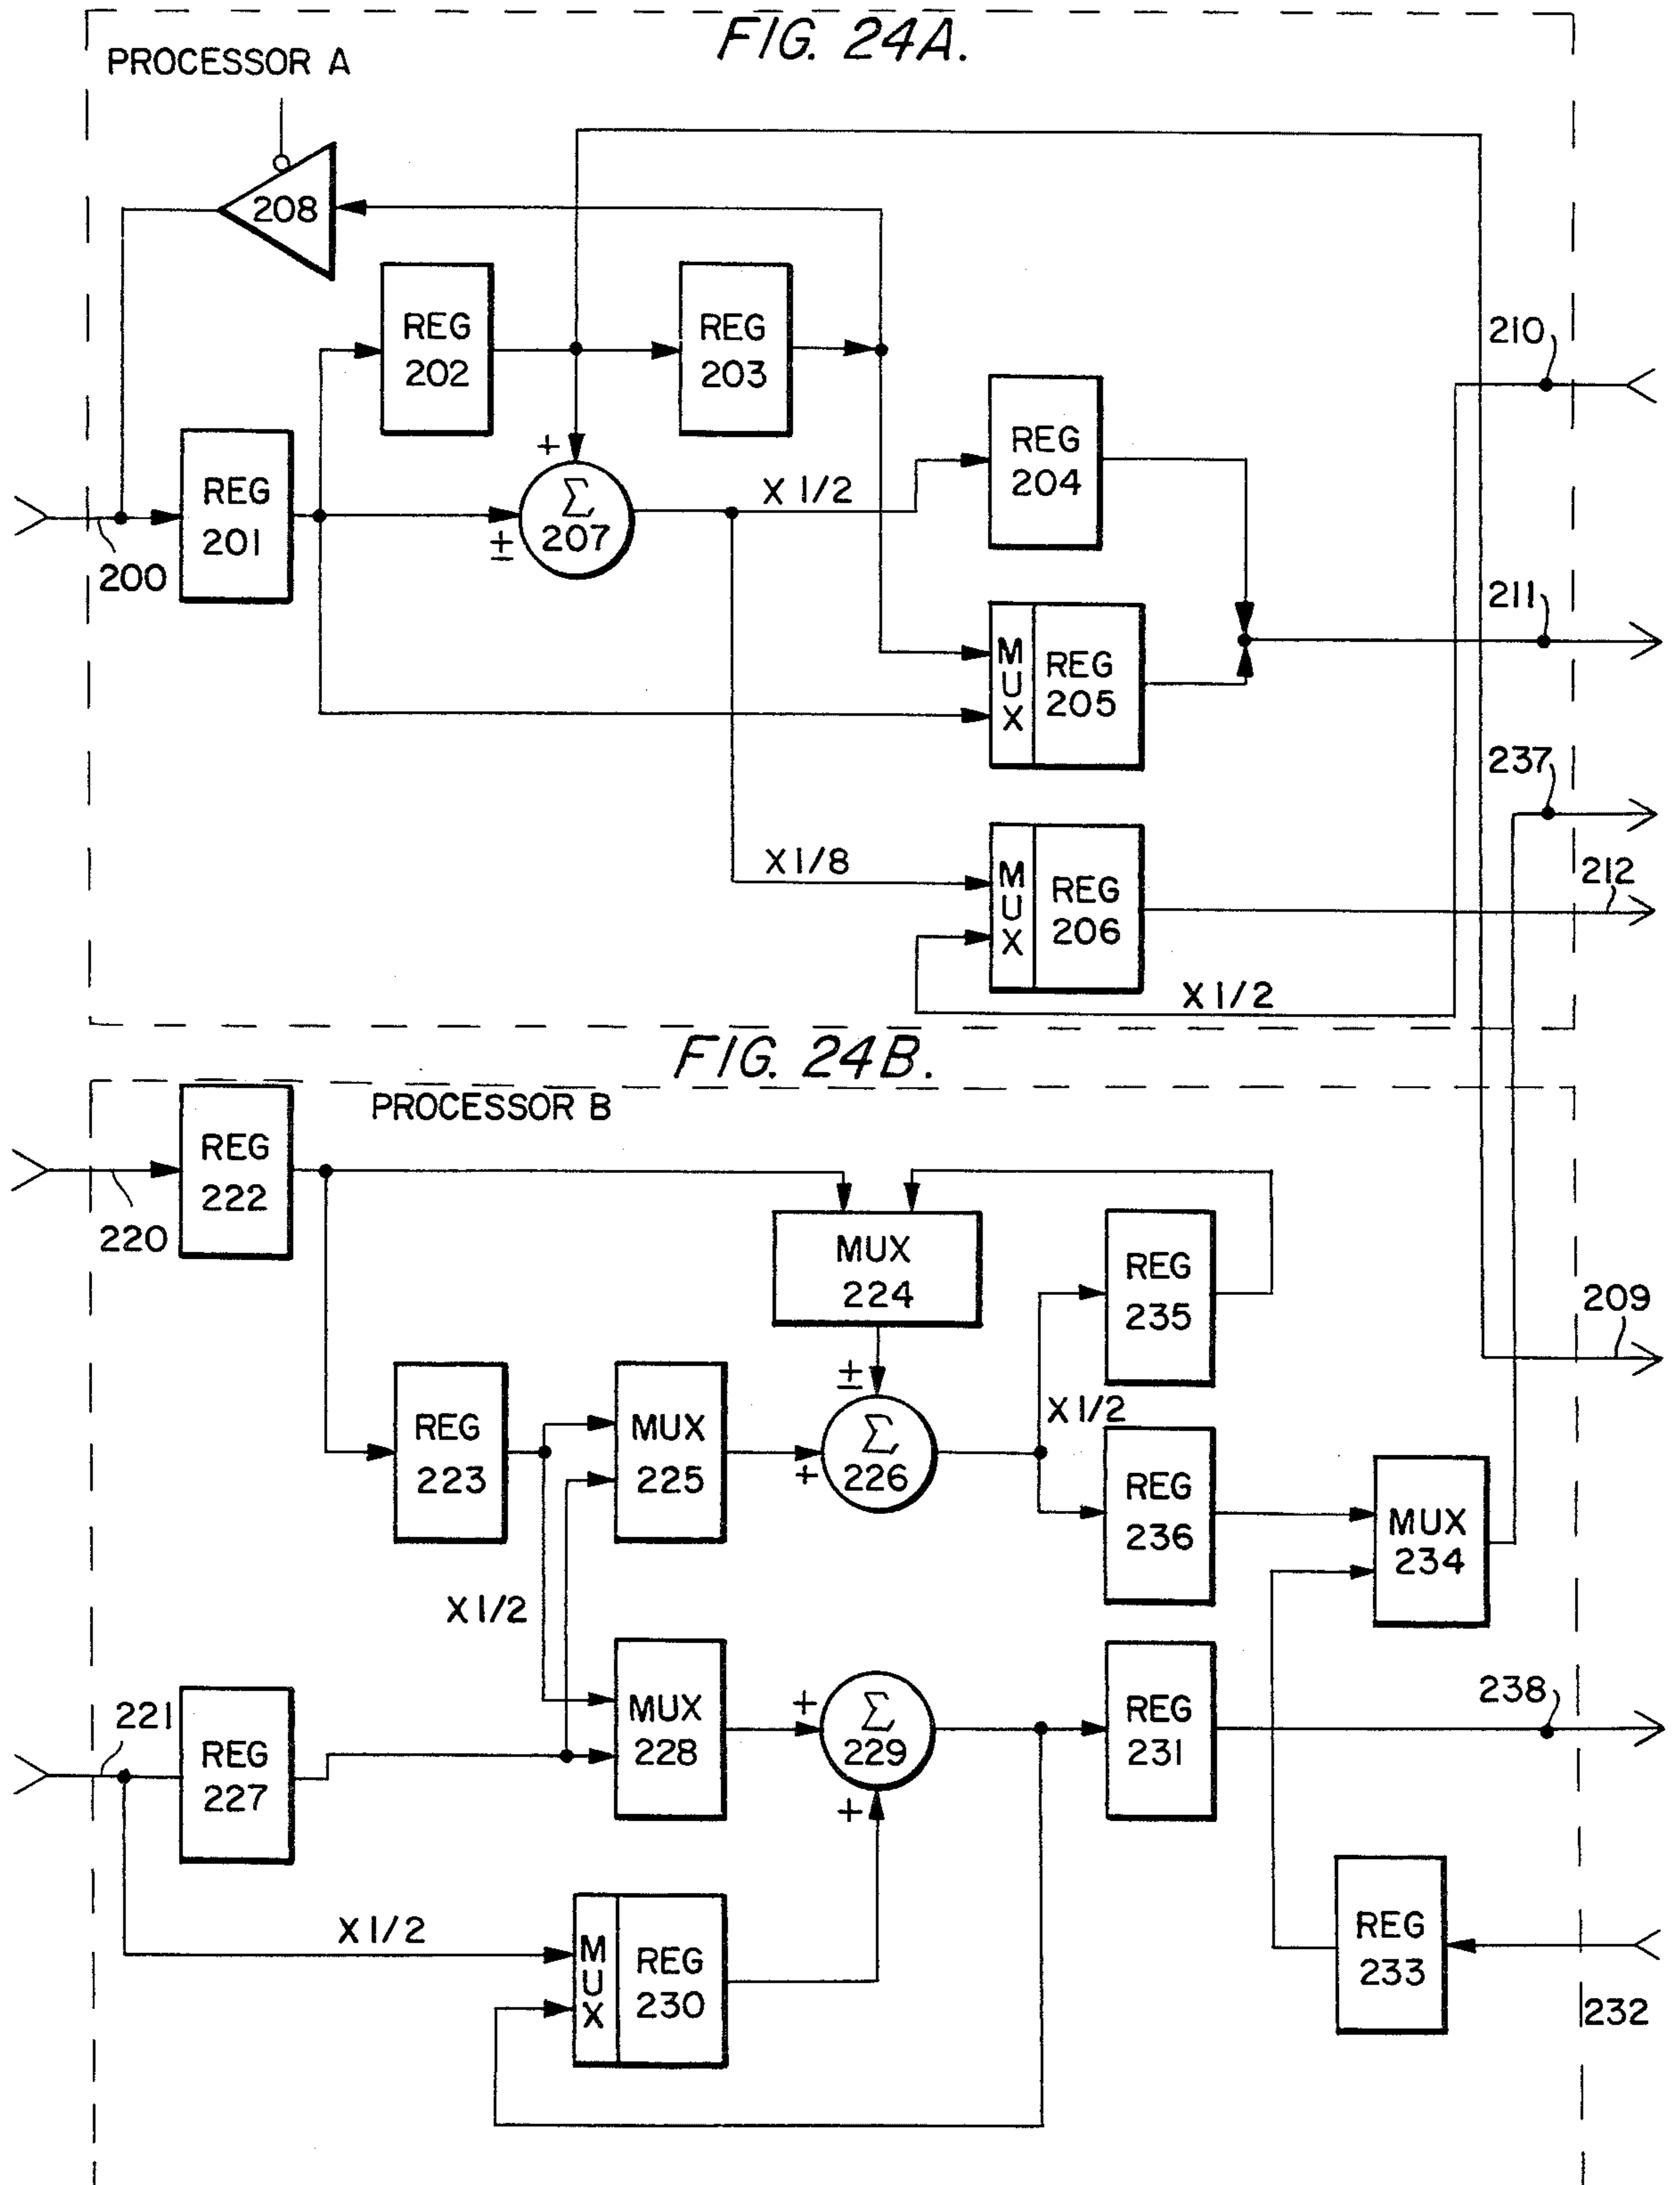 FIG. 24A.
PROCESSOR A
208
REG
202
REG
203
210
REG
201
200
+
±
Σ
207
X 1/2
REG
204
211
MUX
REG
205
237
X 1/8
MUX
REG
206
212
X 1/2
FIG. 24B.
PROCESSOR B
REG
222
220
MUX
224
REG
235
209
±
REG
223
MUX
225
+
Σ
226
X 1/2
REG
236
MUX
234
X 1/2
221
REG
227
MUX
228
+
Σ
229
+
REG
231
238
X 1/2
MUX
REG
230
REG
233
232